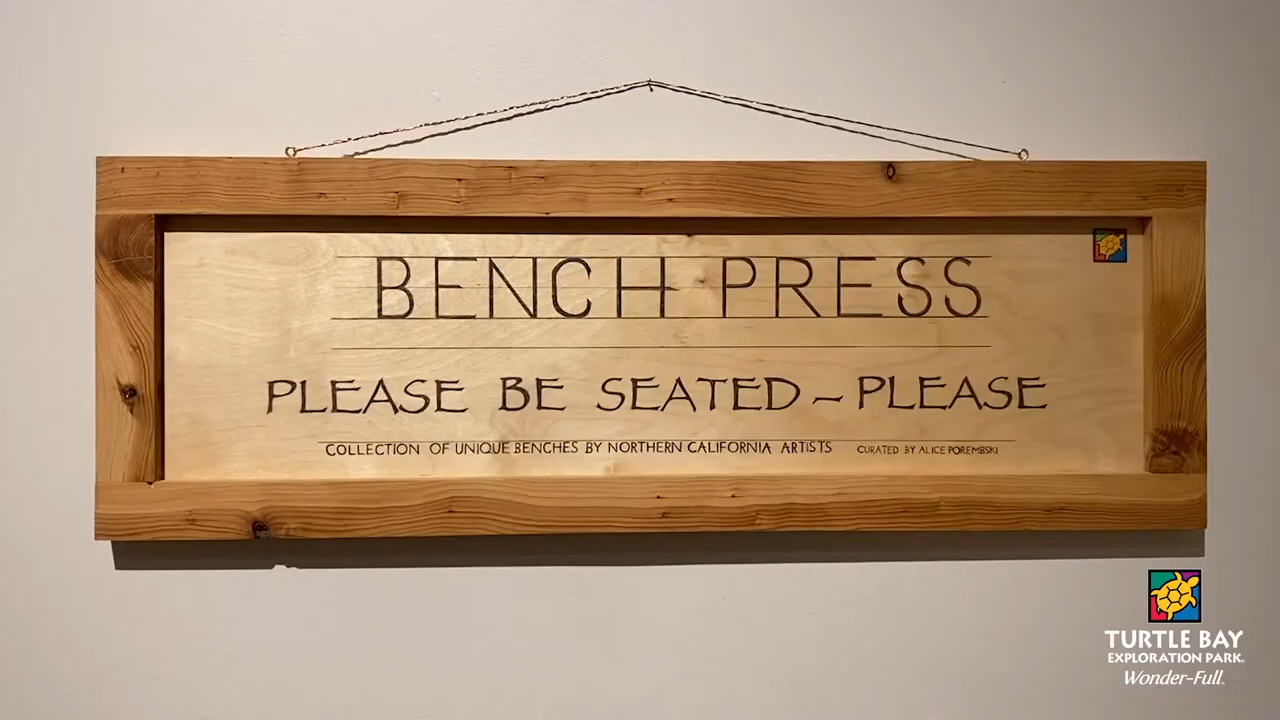 BENCH PRESS
PLEASE BE SEATED – PLEASE
COLLECTION OF UNIQUE BENCHES BY NORTHERN CALIFORNIA ARTISTS CURATED BY ALICE POREMBSKI
TURTLE BAY
EXPLORATION PARK.
Wonder-Full.